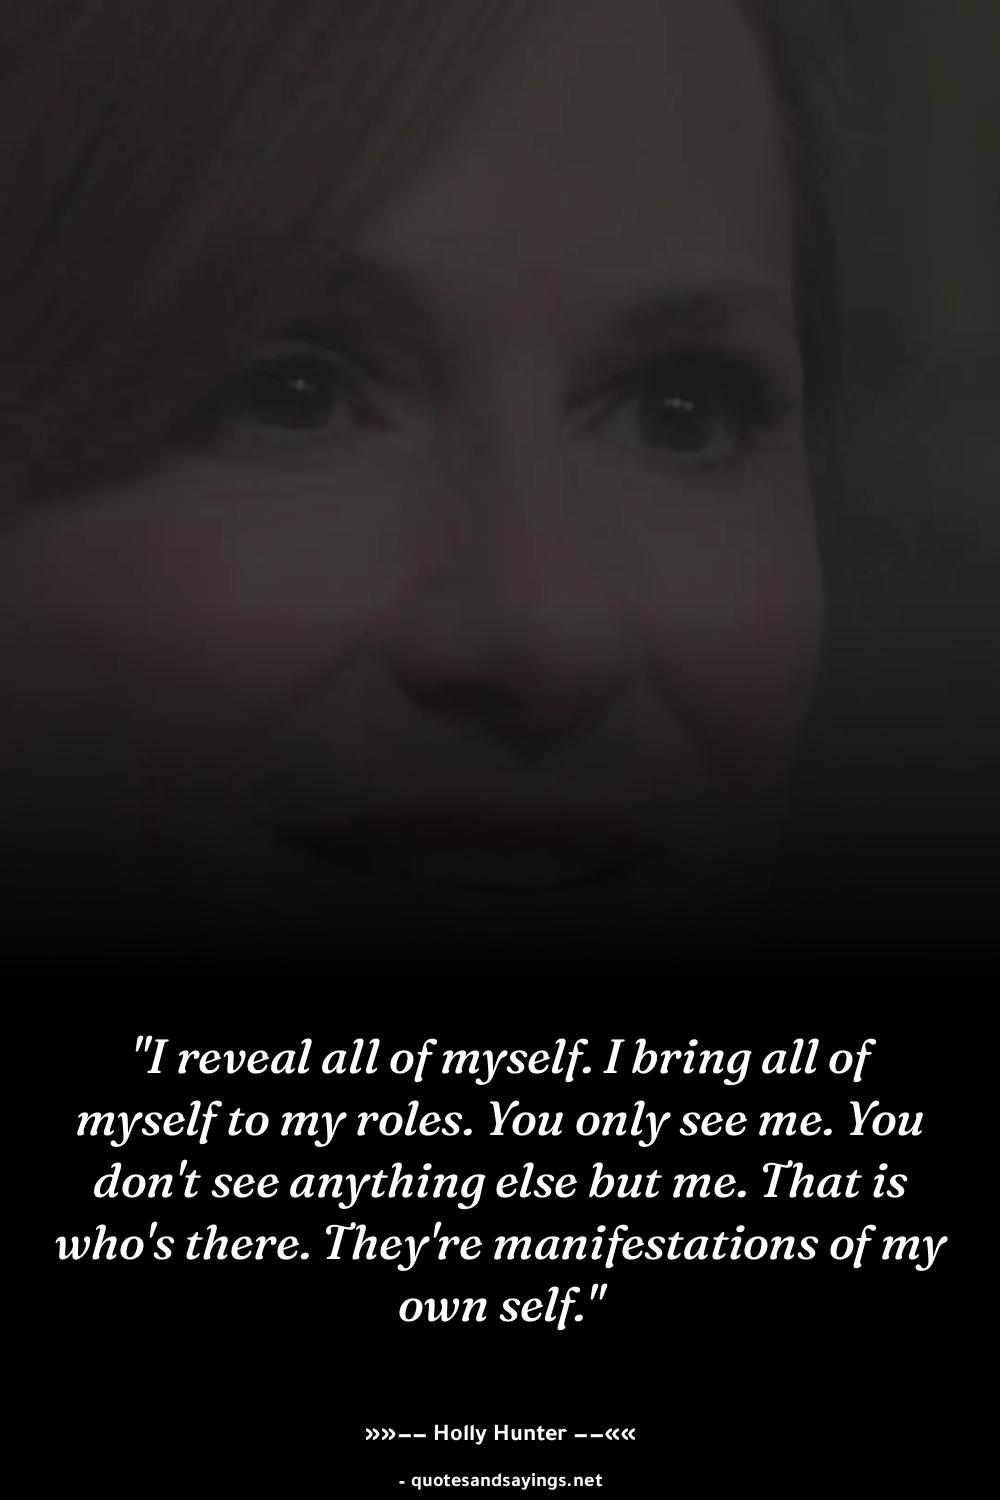 "I reveal all of myself. I bring all of
myself to my roles. You only see me. You
don't see anything else but me. That is
who's there. They're manifestations of my
own self."
»»–– Holly Hunter ––««
- quotesandsayings.net